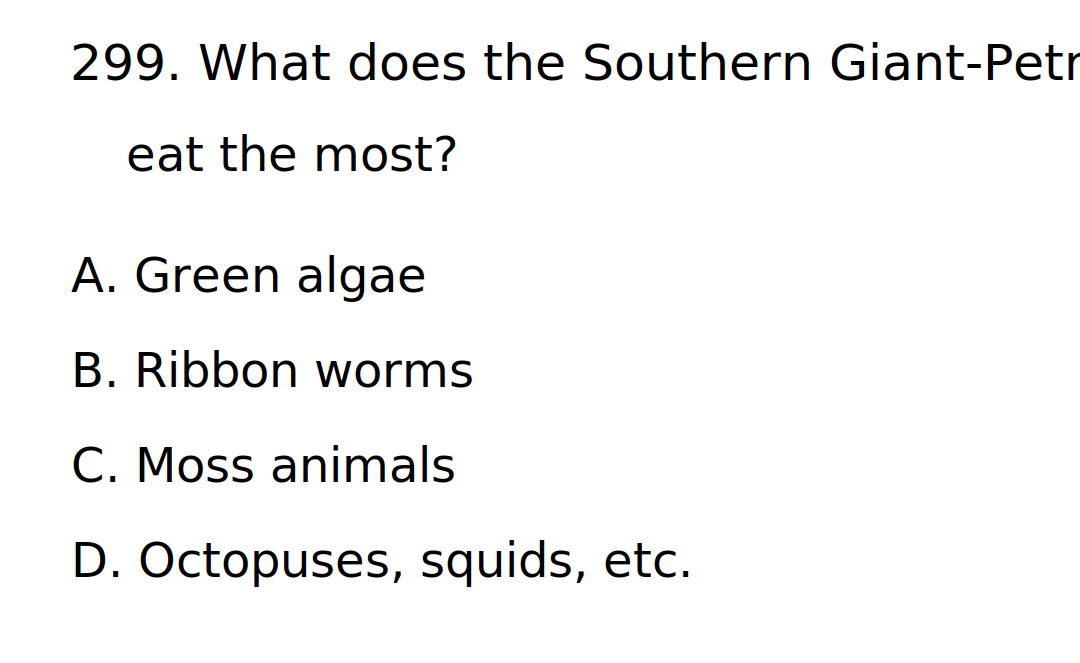 299. What does the Southern Giant-Petr
eat the most?
A. Green algae
B. Ribbon worms
C. Moss animals
D. Octopuses, squids, etc.